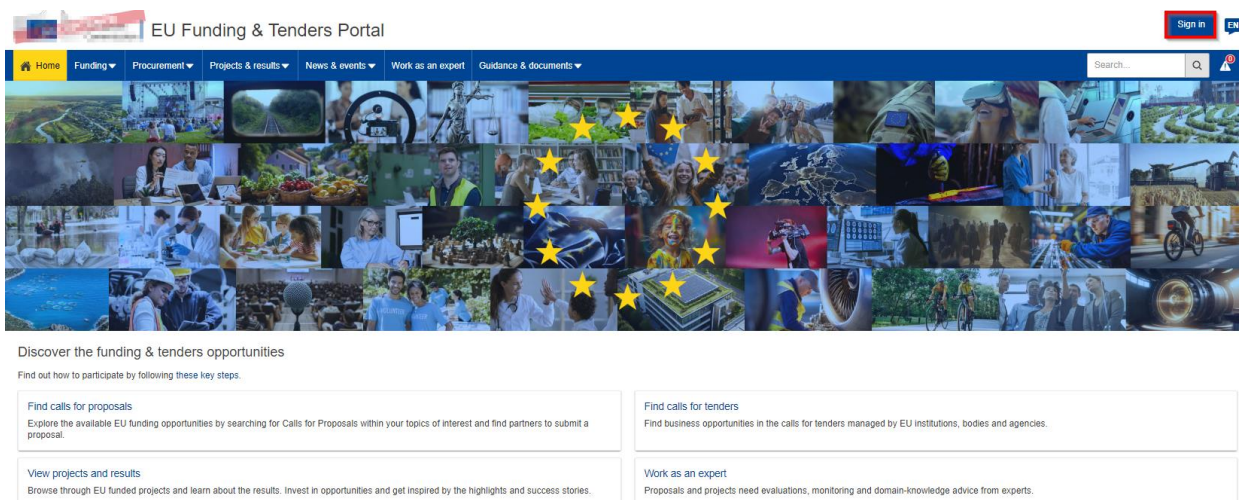 EU Funding & Tenders Portal
Sign in
EN
Home Funding Procurement Projects & results News & events Work as an expert Guidance & documents
Search...
0
Discover the funding & tenders opportunities
Find out how to participate by following these key steps.
Find calls for proposals
Explore the available EU funding opportunities by searching for Calls for Proposals within your topics of interest and find partners to submit a
proposal.
Find calls for tenders
Find business opportunities in the calls for tenders managed by EU institutions, bodies and agencies.
View projects and results
Browse through EU funded projects and learn about the results. Invest in opportunities and get inspired by the highlights and success stories.
Work as an expert
Proposals and projects need evaluations, monitoring and domain-knowledge advice from experts.